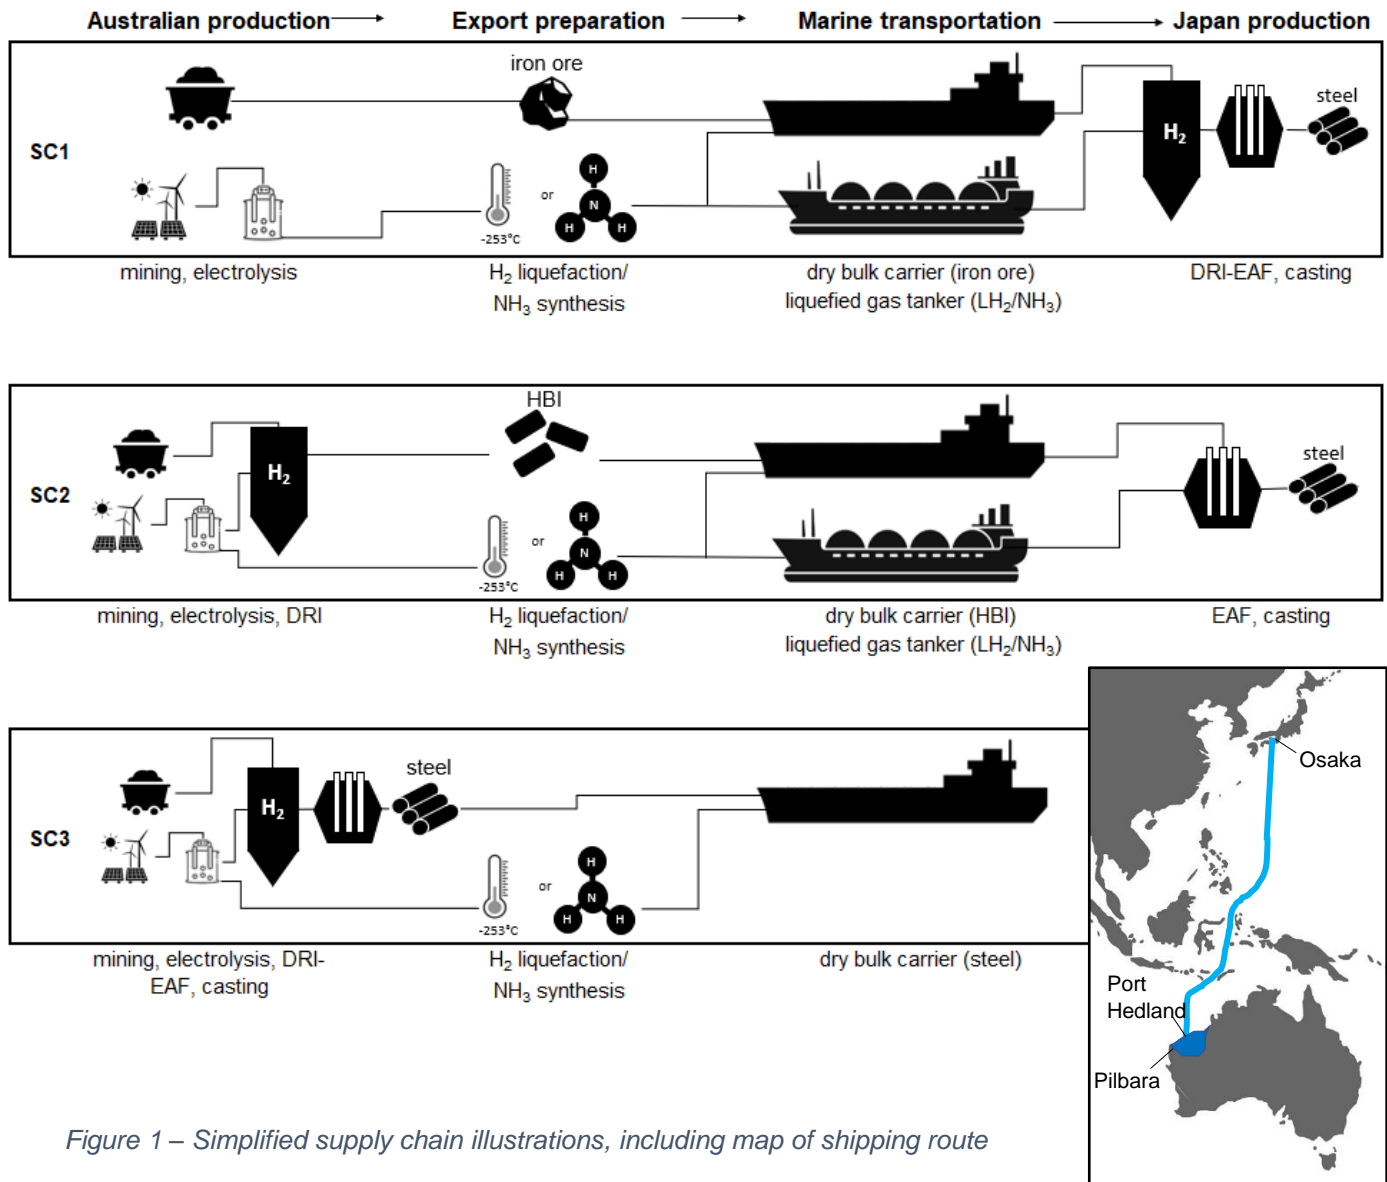 Australian production
Export preparation
Marine transportation
Japan production
iron ore
steel
SC1
H₂
H
N
H
H
or
-253°C
mining, electrolysis
H₂ liquefaction/
NH₃ synthesis
dry bulk carrier (iron ore)
liquefied gas tanker (LH₂/NH₃)
DRI-EAF, casting
HBI
steel
H₂
SC2
H
N
H
H
or
-253°C
mining, electrolysis, DRI
H₂ liquefaction/
NH₃ synthesis
dry bulk carrier (HBI)
liquefied gas tanker (LH₂/NH₃)
EAF, casting
steel
H₂
SC3
H
N
H
H
or
-253°C
mining, electrolysis, DRI-
EAF, casting
H₂ liquefaction/
NH₃ synthesis
dry bulk carrier (steel)
Osaka
Port
Hedland
Pilbara
Figure 1 – Simplified supply chain illustrations, including map of shipping route